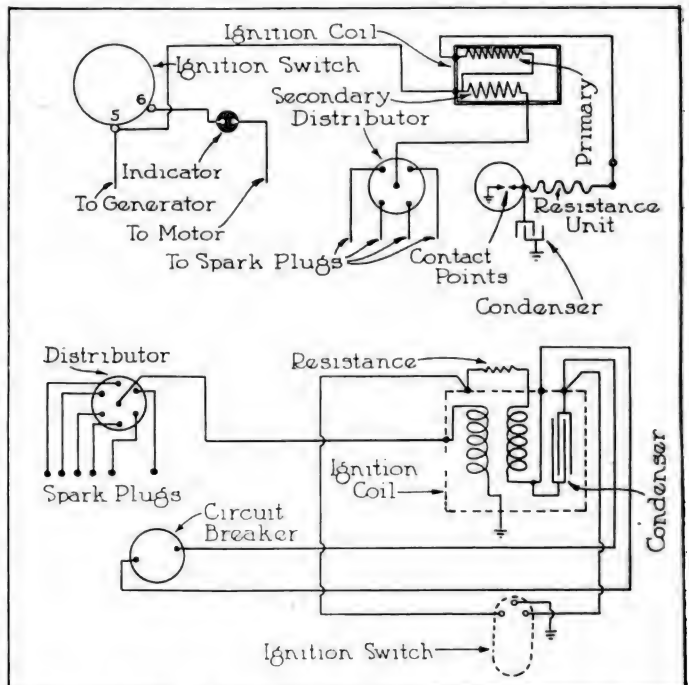 Ignition Coil
Ignition Switch
6
5
Secondary
Distributor
Indicator
To Generator
To Motor
To Spark Plugs
Primary
Resistance
Unit
Contact
Points
Condenser
Distributor
Resistance
Spark Plugs
Ignition
Coil
Condenser
Circuit
Breaker
Ignition Switch